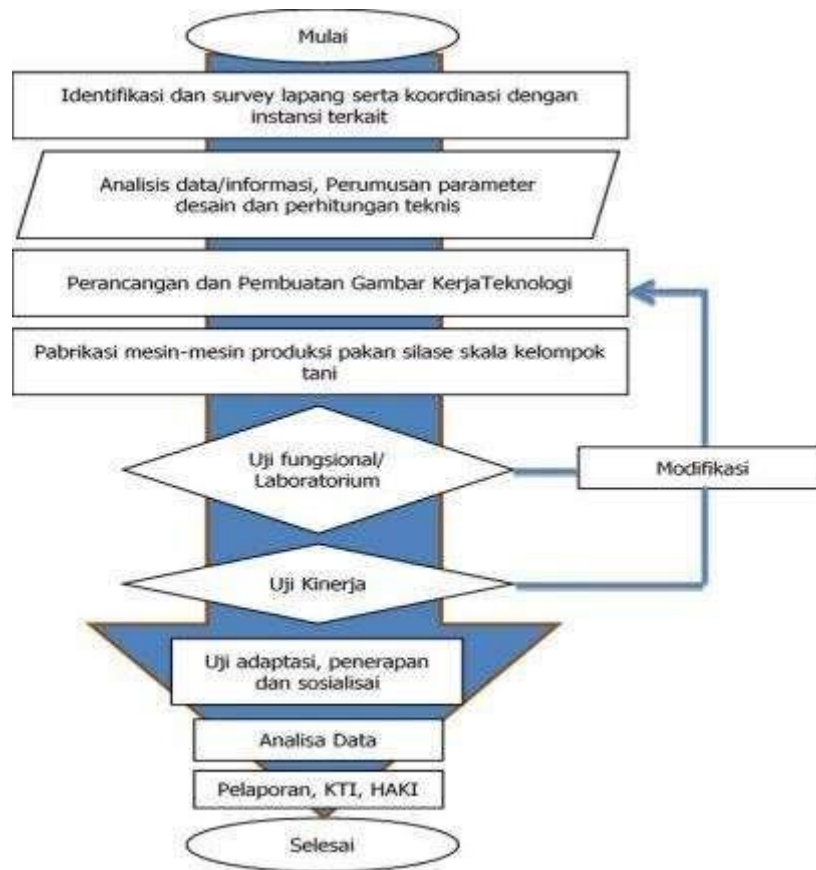 Mulai
Identifikasi dan survey lapang serta koordinasi dengan
instansi terkait
Analisis data/informasi, Perumusan parameter
desain dan perhitungan teknis
Perancangan dan Pembuatan Gambar KerjaTeknologi
Pabrikasi mesin-mesin produksi pakan silase skala kelompok
tani
Uji fungsional/
Laboratorium
Modifikasi
Uji Kinerja
Uji adaptasi, penerapan
dan sosialisai
Analisa Data
Pelaporan, KTI, HAKI
Selesai